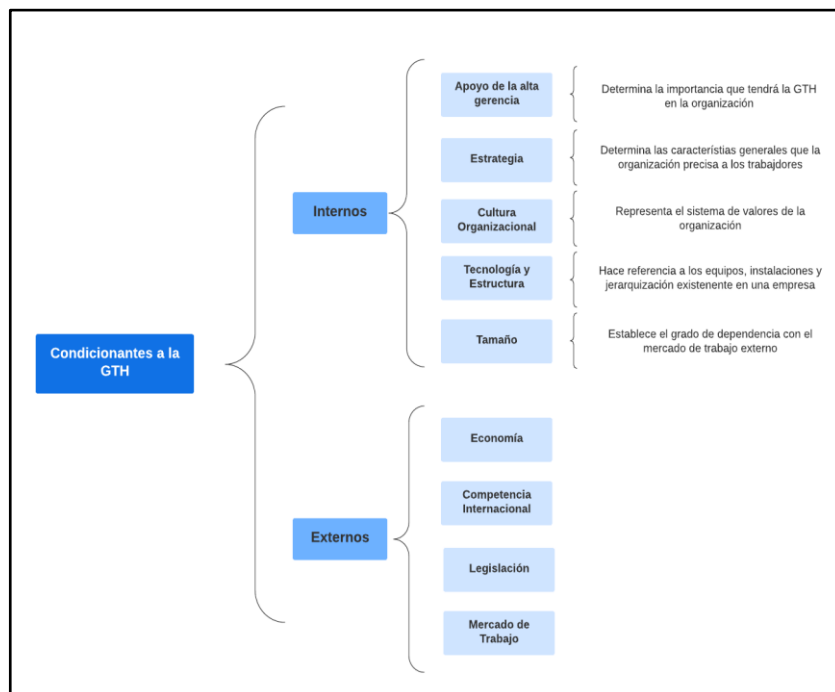 Condicionantes a la
GTH
Internos
Apoyo de la alta
gerencia
Determina la importancia que tendrá la GTH
en la organización
Estrategia
Determina las característias generales que la
organización precisa a los trabajdores
Cultura
Organizacional
Representa el sistema de valores de la
organización
Tecnología y
Estructura
Hace referencia a los equipos, instalaciones y
jerarquización existenente en una empresa
Tamaño
Establece el grado de dependencia con el
mercado de trabajo externo
Externos
Economía
Competencia
Internacional
Legislación
Mercado de
Trabajo